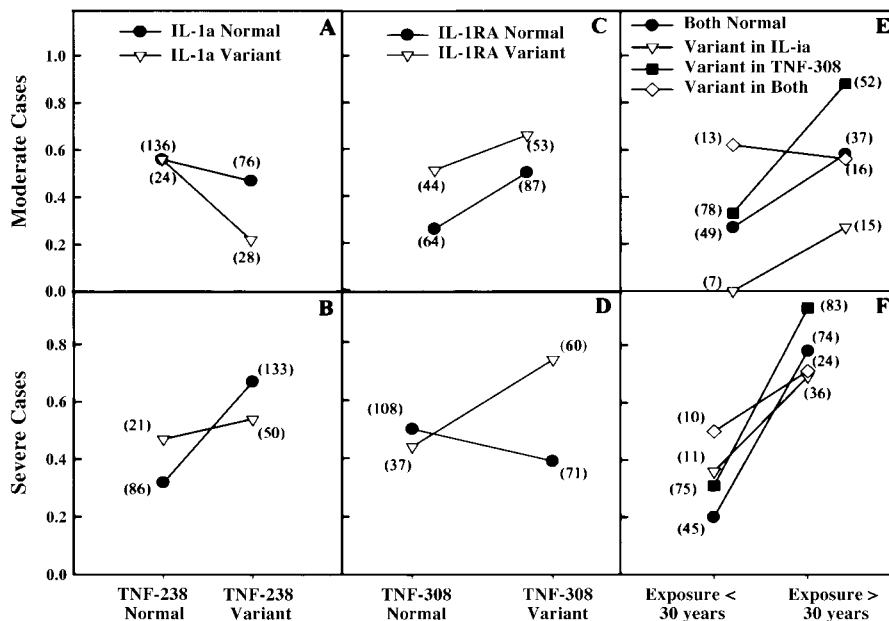 IL-1a Normal
IL-1a Variant
A
IL-1RA Normal
IL-1RA Variant
C
Both Normal
Variant in IL-ia
Variant in TNF-308
Variant in Both
E
Moderate Cases
1.0
0.8
0.6
0.4
0.2
0.0
(136)
(24)
(76)
(28)
(44)
(64)
(53)
(87)
(13)
(78)
(49)
(7)
(52)
(37)
(16)
(15)
B
D
F
Severe Cases
0.8
0.6
0.4
0.2
0.0
(21)
(86)
(133)
(50)
(108)
(37)
(60)
(71)
(10)
(11)
(75)
(45)
(83)
(74)
(24)
(36)
TNF-238
Normal
TNF-238
Variant
TNF-308
Normal
TNF-308
Variant
Exposure <
30 years
Exposure >
30 years